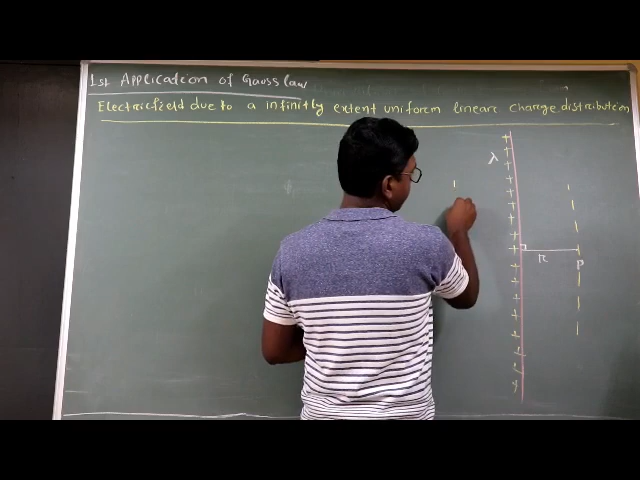 1st Application of Gauss law
Electricfield due to a infinitly extent uniform linear charge distribution
λ
R
P